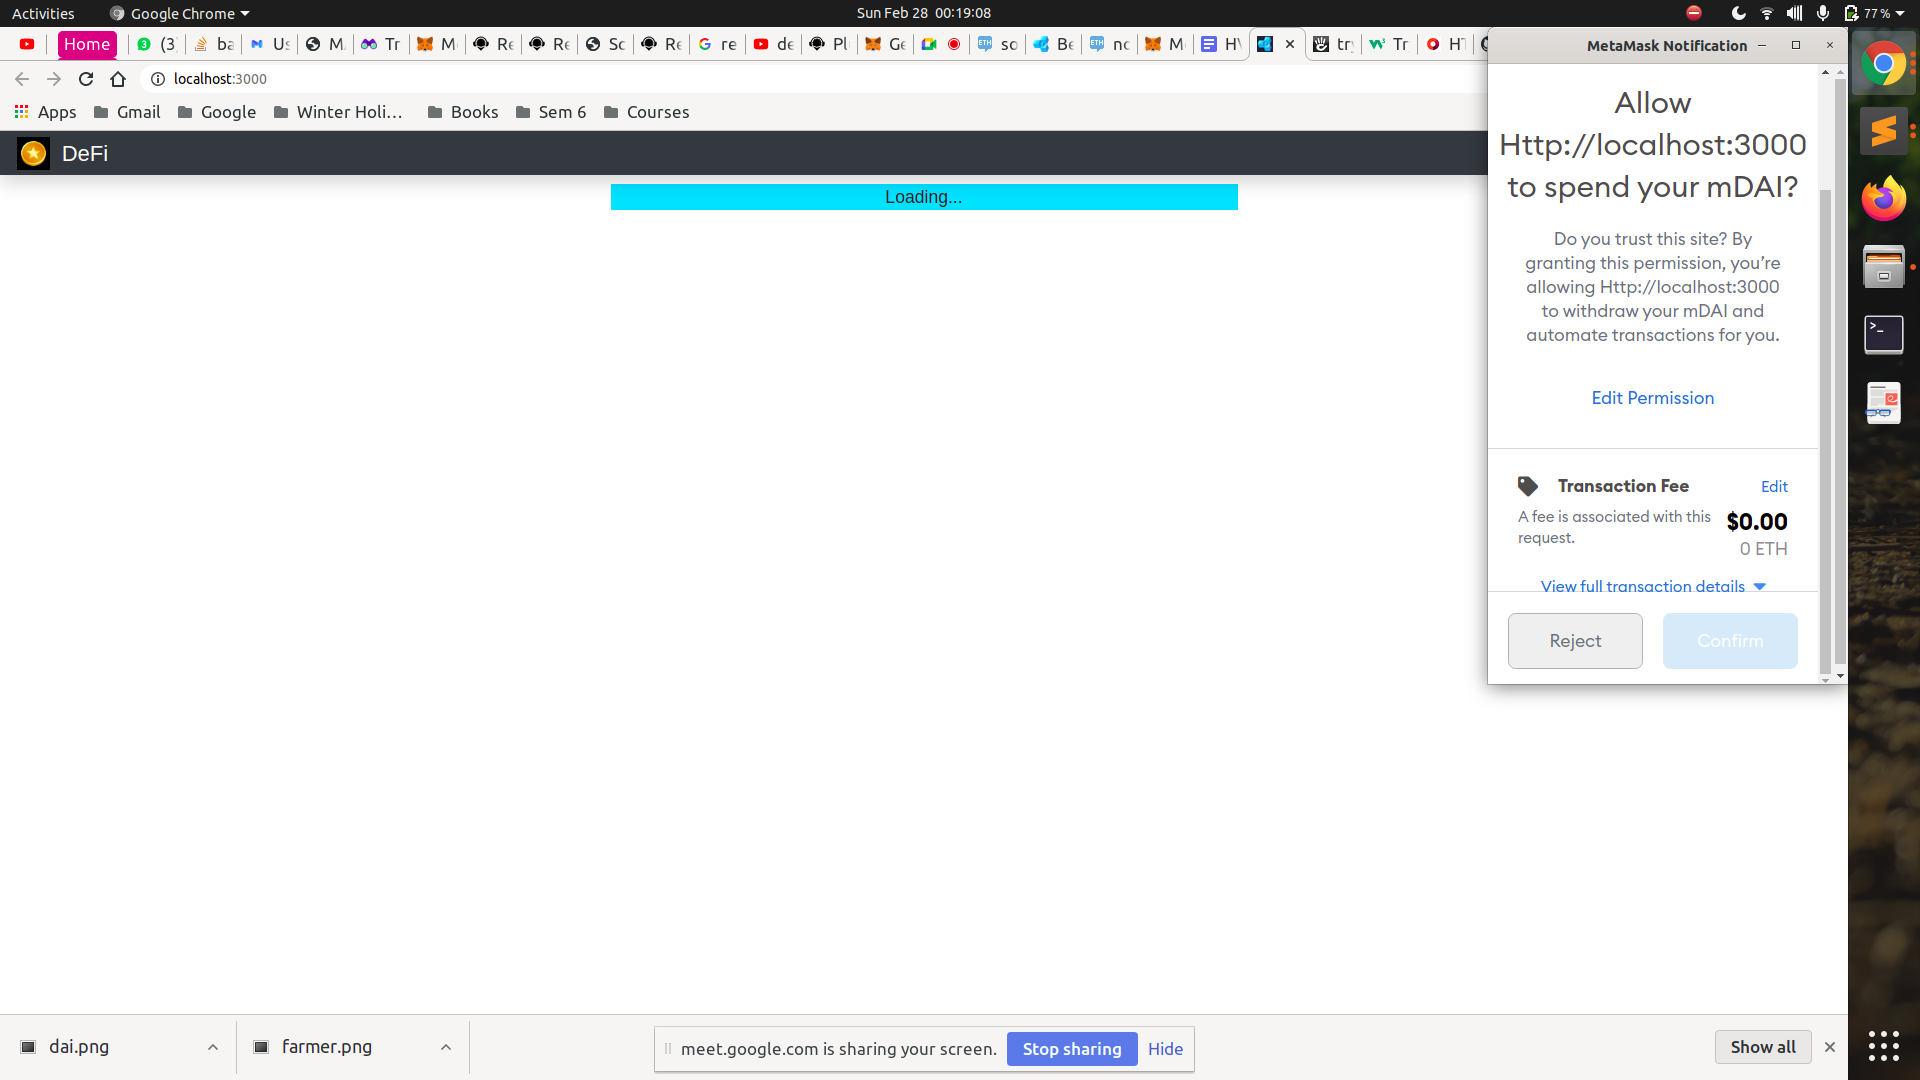 Activities
Google Chrome
Sun Feb 28 00:19:08
77 %
Home
(3
ba
Us
M
Tr
M
Re
Re
Sc
Re
re
de
Pl
Ge
so
Be
nc
M
HV
try
Tr
HT
localhost:3000
Apps
Gmail
Google
Winter Holi...
Books
Sem 6
Courses
DeFi
Loading...
MetaMask Notification
Allow
Http://localhost:3000
to spend your mDAI?
Do you trust this site? By
granting this permission, you’re
allowing Http://localhost:3000
to withdraw your mDAI and
automate transactions for you.
Edit Permission
Transaction Fee
Edit
A fee is associated with this
request.
$0.00
0 ETH
View full transaction details
Reject
Confirm
dai.png
farmer.png
meet.google.com is sharing your screen.
Stop sharing
Hide
Show all